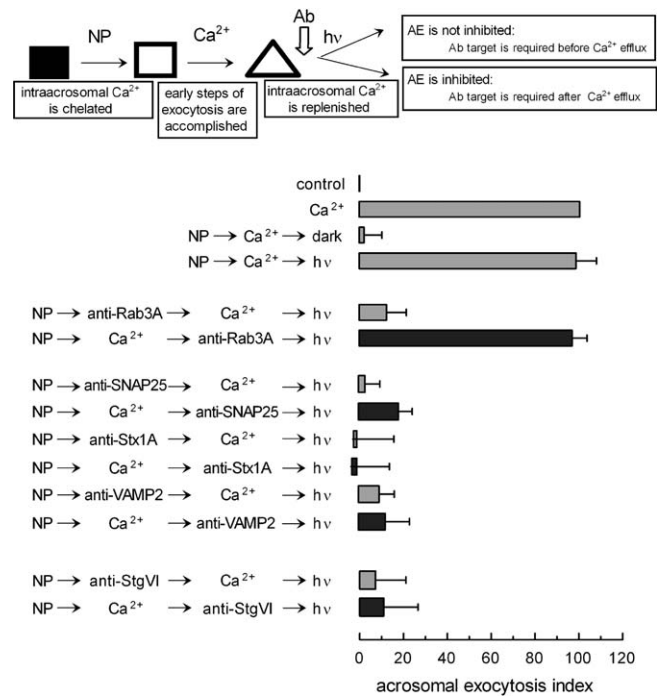 NP Ca²⁺ Ab hν
AE is not inhibited:
Ab target is required before Ca²⁺ efflux
AE is inhibited:
Ab target is required after Ca²⁺ efflux
intraacrosomal Ca²⁺
is chelated
early steps of
exocytosis are
accomplished
intraacrosomal Ca²⁺
is replenished
control
Ca²⁺
NP → Ca²⁺ → dark
NP → Ca²⁺ → hν
NP → anti-Rab3A → Ca²⁺ → hν
NP → Ca²⁺ → anti-Rab3A → hν
NP → anti-SNAP25 → Ca²⁺ → hν
NP → Ca²⁺ → anti-SNAP25 → hν
NP → anti-Stx1A → Ca²⁺ → hν
NP → Ca²⁺ → anti-Stx1A → hν
NP → anti-VAMP2 → Ca²⁺ → hν
NP → Ca²⁺ → anti-VAMP2 → hν
NP → anti-StgVI → Ca²⁺ → hν
NP → Ca²⁺ → anti-StgVI → hν
0 20 40 60 80 100 120
acrosomal exocytosis index